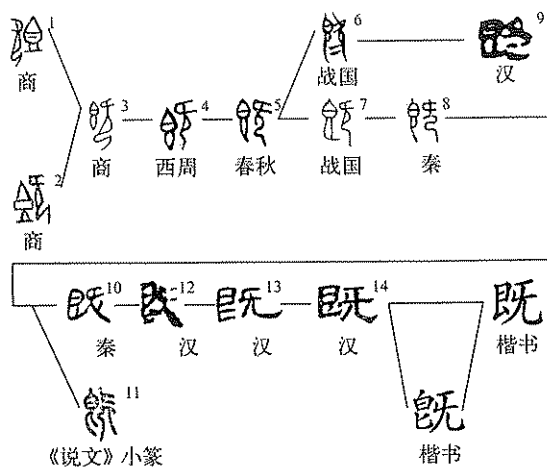 1 6 9
商 战国 汉
3 4 5 7 8
商 西周 春秋 战国 秦
2
商
10 12 13 14 既
秦 汉 汉 汉 楷书
11
《说文》小篆 楷书